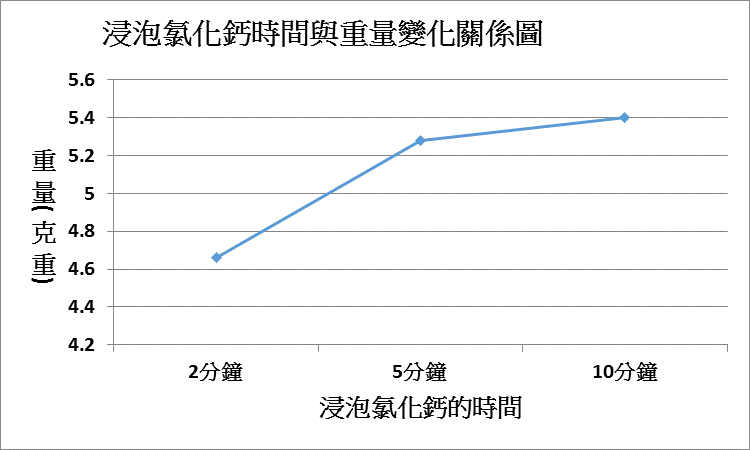 浸泡氯化鈣時間與重量變化關係圖
5.6
5.4
5.2
5
4.8
4.6
4.4
4.2
重量(克重)
2分鐘
5分鐘
10分鐘
浸泡氯化鈣的時間